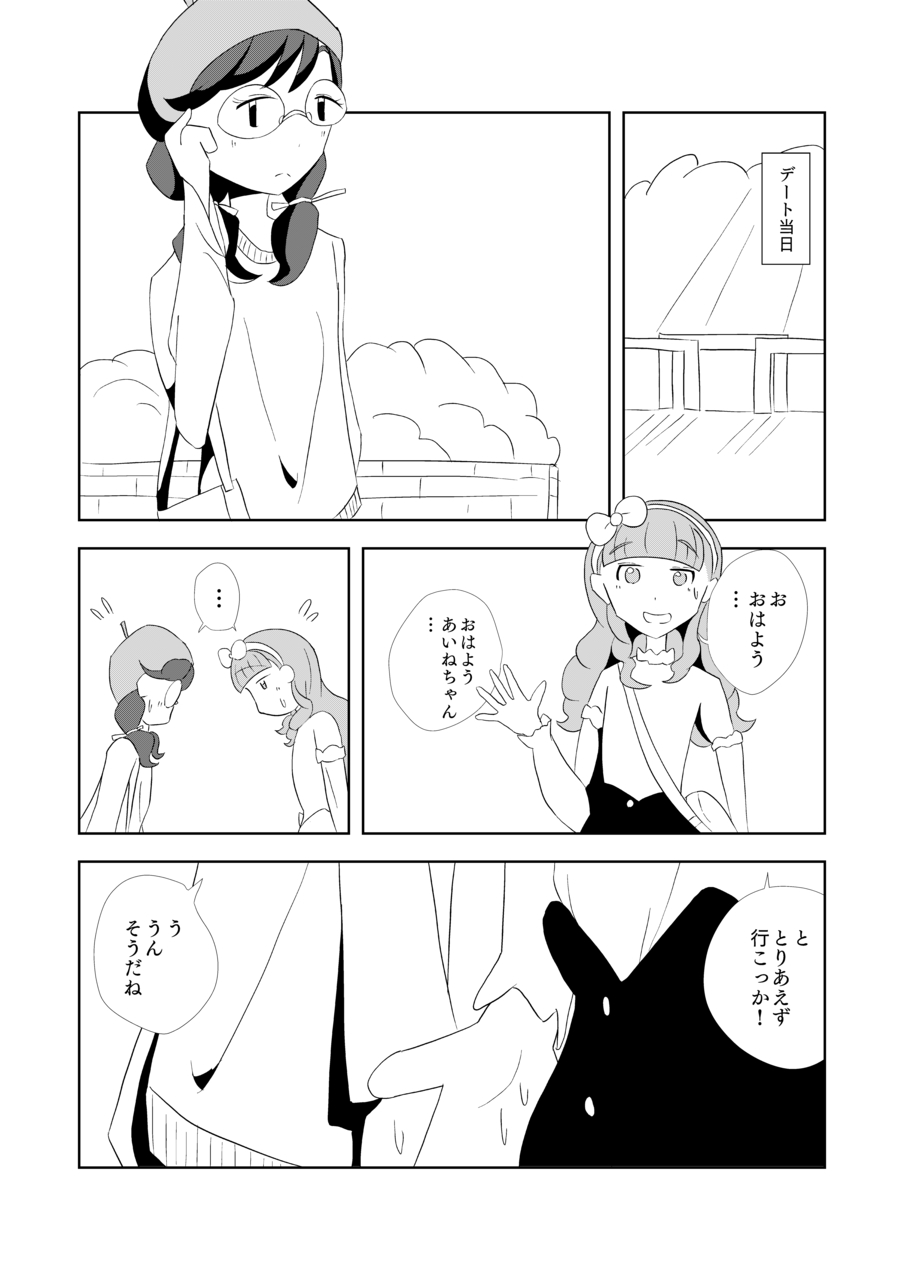 デート当日
お
おはよう
…
おはよう
あいねちゃん
…
…
と
とりあえず
行こっか！
う
うん
そうだね